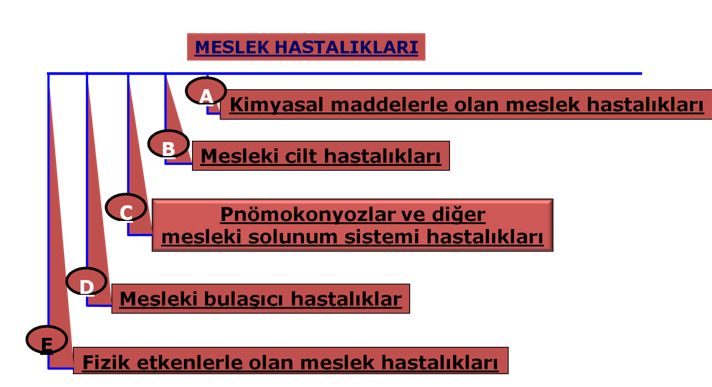 MESLEK HASTALIKLARI
A
Kimyasal maddelerle olan meslek hastalıkları
B
Mesleki cilt hastalıkları
C
Pnömokonyozlar ve diğer
mesleki solunum sistemi hastalıkları
D
Mesleki bulaşıcı hastalıklar
E
Fizik etkenlerle olan meslek hastalıkları